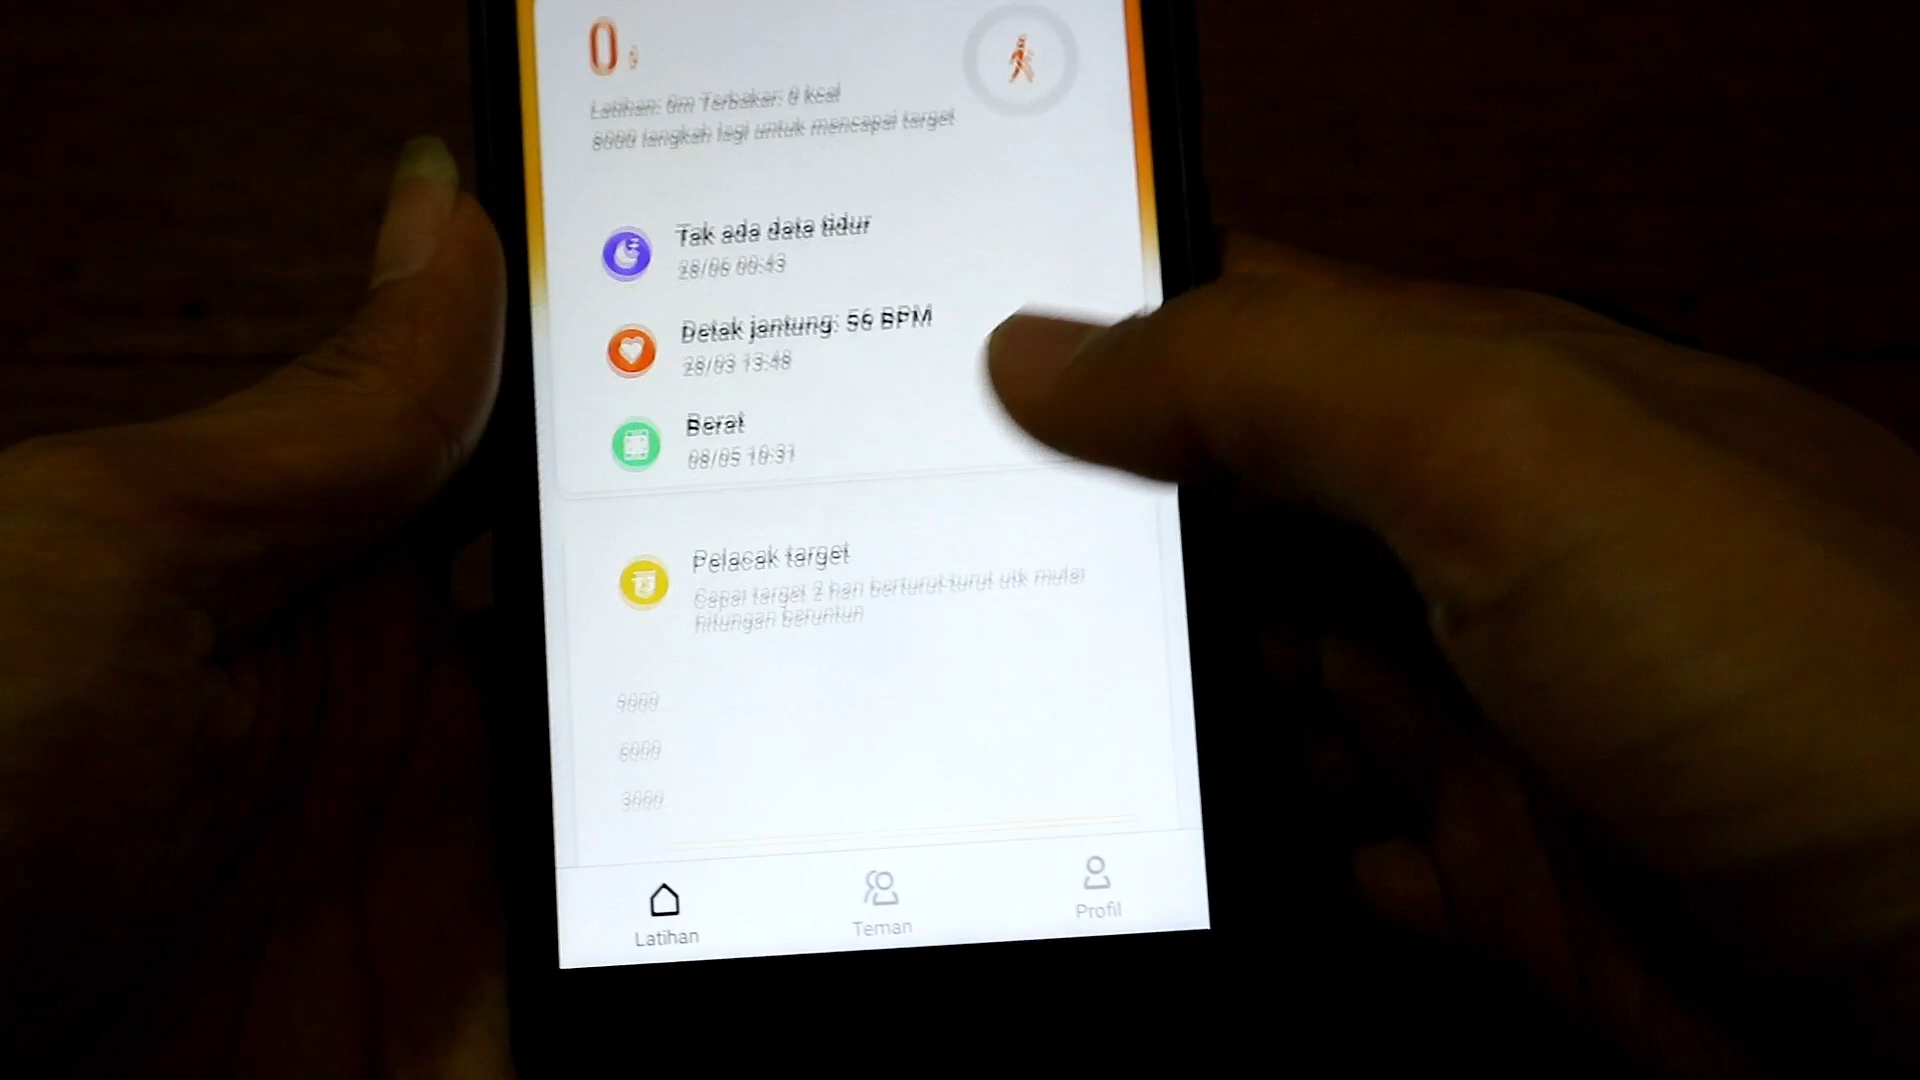 0
Latihan: 0m Terbakar: 0 kcal
8000 langkah lagi untuk mencapai target
Tak ada data tidur
28/06 00:43
Detak jantung: 56 BPM
28/03 13:48
Berat
08/05 10:31
Pelacak target
Capai target 2 hari berturut-turut utk mulai
hitungan beruntun
9000
6000
3000
Latihan
Teman
Profil